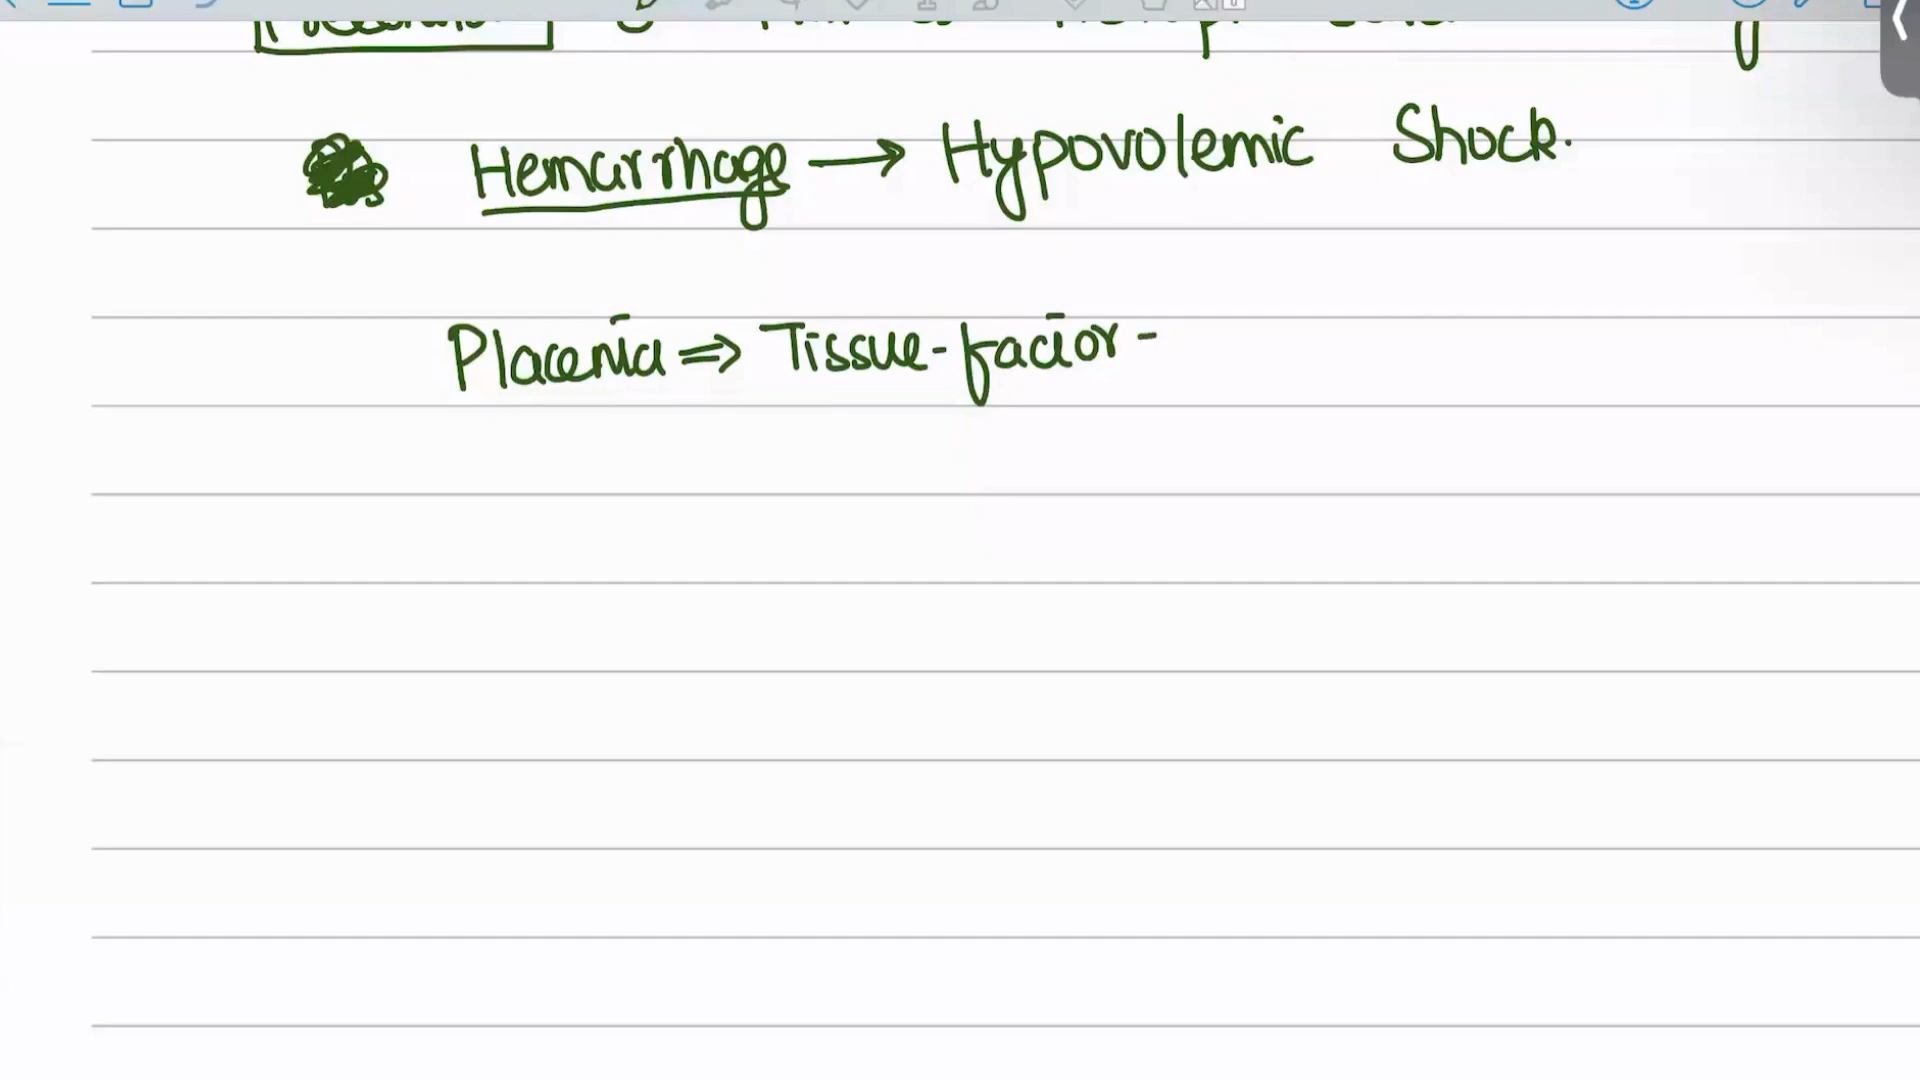 Hemarrhage → Hypovolemic Shock.
Placenta ⇒ Tissue-factor -